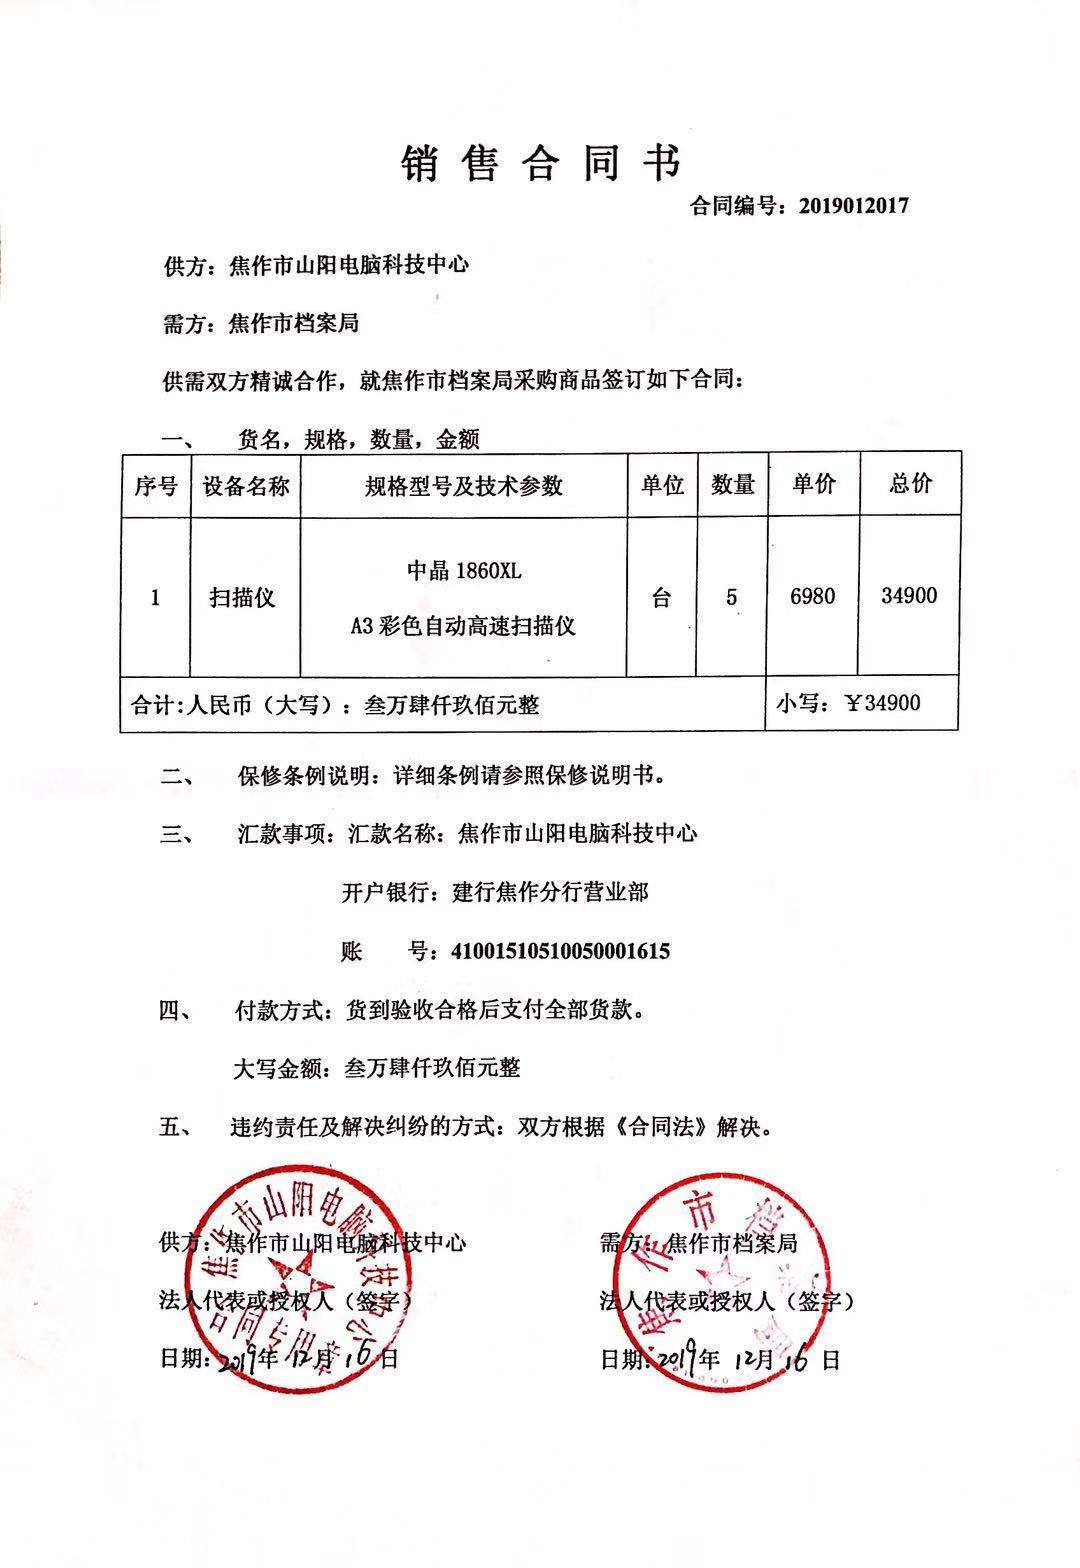 销售合同书
合同编号：2019012017
供方：焦作市山阳电脑科技中心
需方：焦作市档案局
供需双方精诚合作，就焦作市档案局采购商品签订如下合同：
一、 货名，规格，数量，金额
序号 设备名称 规格型号及技术参数 单位 数量 单价 总价
1 扫描仪 中晶1860XL A3彩色自动高速扫描仪 台 5 6980 34900
合计:人民币（大写）：叁万肆仟玖佰元整 小写：￥34900
二、 保修条例说明：详细条例请参照保修说明书。
三、 汇款事项：汇款名称：焦作市山阳电脑科技中心
开户银行：建行焦作分行营业部
账 号：41001510510050001615
四、 付款方式：货到验收合格后支付全部货款。
大写金额：叁万肆仟玖佰元整
五、 违约责任及解决纠纷的方式：双方根据《合同法》解决。
供方：焦作市山阳电脑科技中心 需方：焦作市档案局
法人代表或授权人（签字） 法人代表或授权人（签字）
日期：2019年12月16日 日期：2019年12月16日
焦作市山阳电脑科技中心
合同专用章
焦作市档案局